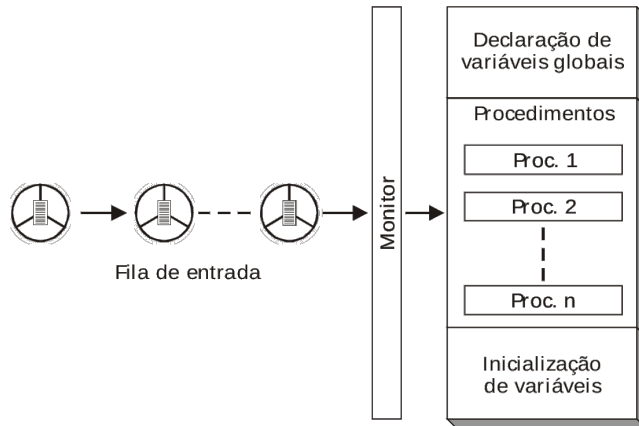 Declaração de
variáveis globais
Procedimentos
Proc. 1
Proc. 2
Proc. n
Inicialização
de variáveis
Monitor
Fila de entrada